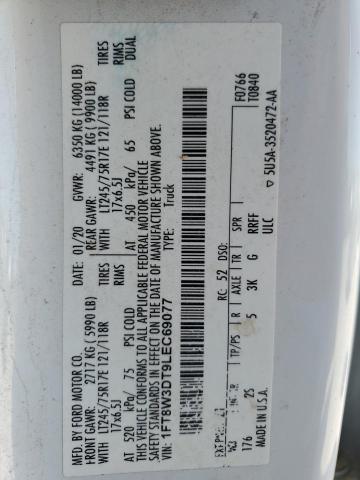 MFD. BY FORD MOTOR CO.
DATE: 01/20 GVWR: 6350 KG (14000 LB)
FRONT GAWR: 2717 KG (5990 LB) REAR GAWR: 4491 KG (9900 LB)
WITH LT245/75R17E 121/118R TIRES WITH LT245/75R17E 121/118R TIRES
17x6.5J RIMS 17x6.5J RIMS
AT 520 kPa/ 75 PSI COLD AT 450 kPa/ 65 PSI COLD DUAL
THIS VEHICLE CONFORMS TO ALL APPLICABLE FEDERAL MOTOR VEHICLE
SAFETY STANDARDS IN EFFECT ON THE DATE OF MANUFACTURE SHOWN ABOVE.
VIN: 1FT8W3DT9LEC69077 TYPE: Truck
F0766
T0840
RC: 52 DSO:
TP/PS R AXLE TR SPR
176 25 5 3K G RRFF
MADE IN U.S.A. ULC
5U5A-3520472-AA